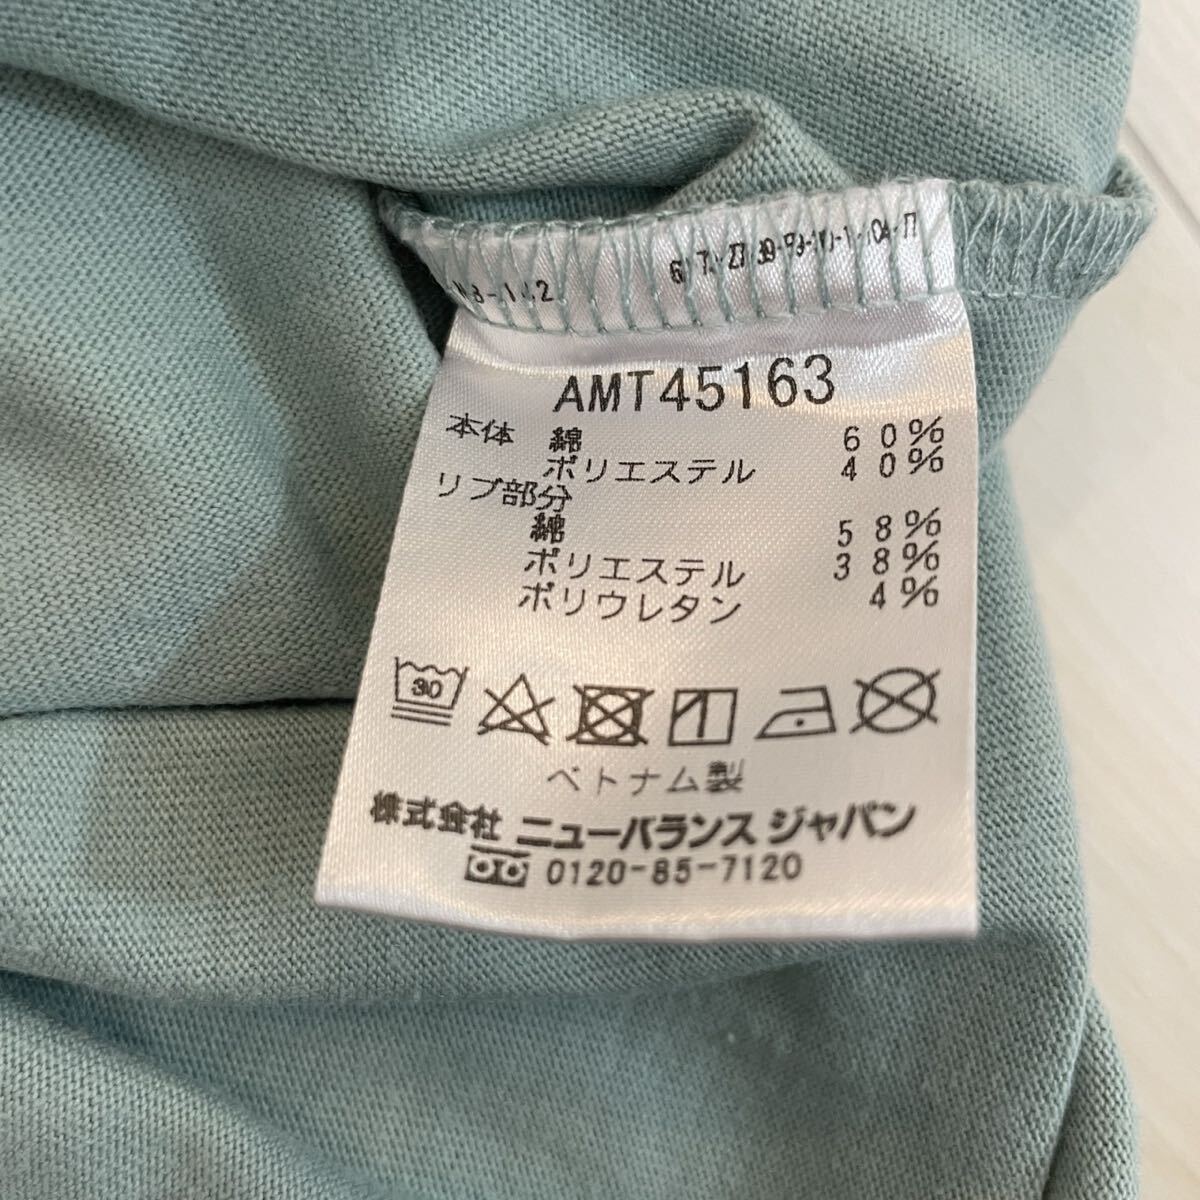 AMT45163
本体 綿 60%
ポリエステル 40%
リブ部分
綿 58%
ポリエステル 38%
ポリウレタン 4%
30
ベトナム製
株式会社 ニューバランス ジャパン
0120-85-7120